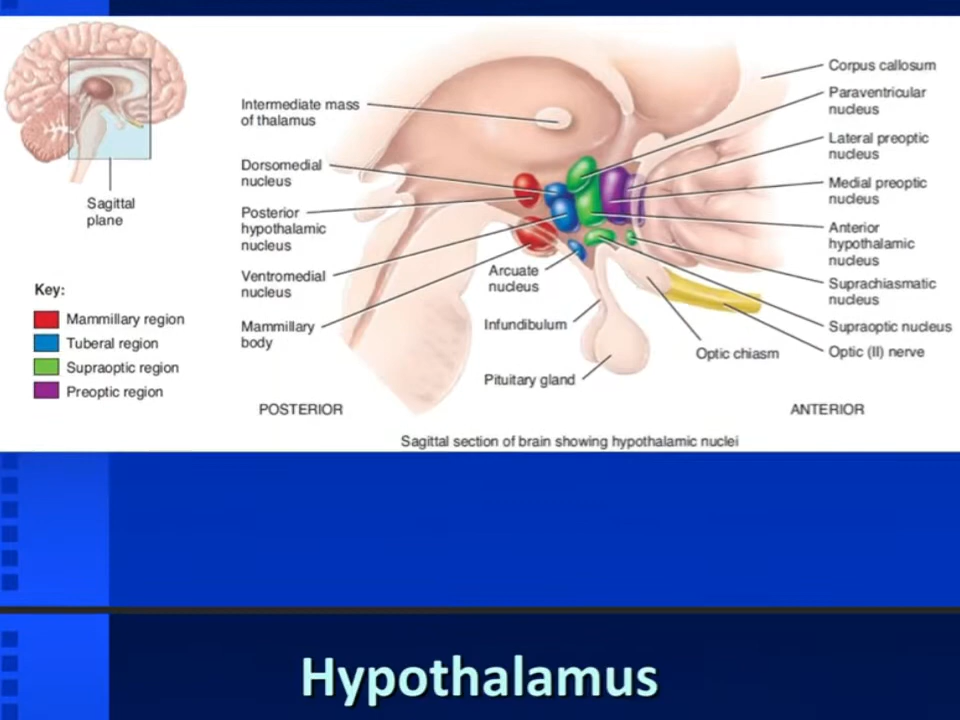 Sagittal
plane
Key:
Mammillary region
Tuberal region
Supraoptic region
Preoptic region
Intermediate mass
of thalamus
Dorsomedial
nucleus
Posterior
hypothalamic
nucleus
Ventromedial
nucleus
Mammillary
body
Arcuate
nucleus
Infundibulum
Pituitary gland
Corpus callosum
Paraventricular
nucleus
Lateral preoptic
nucleus
Medial preoptic
nucleus
Anterior
hypothalamic
nucleus
Suprachiasmatic
nucleus
Supraoptic nucleus
Optic (II) nerve
Optic chiasm
POSTERIOR
ANTERIOR
Sagittal section of brain showing hypothalamic nuclei
Hypothalamus